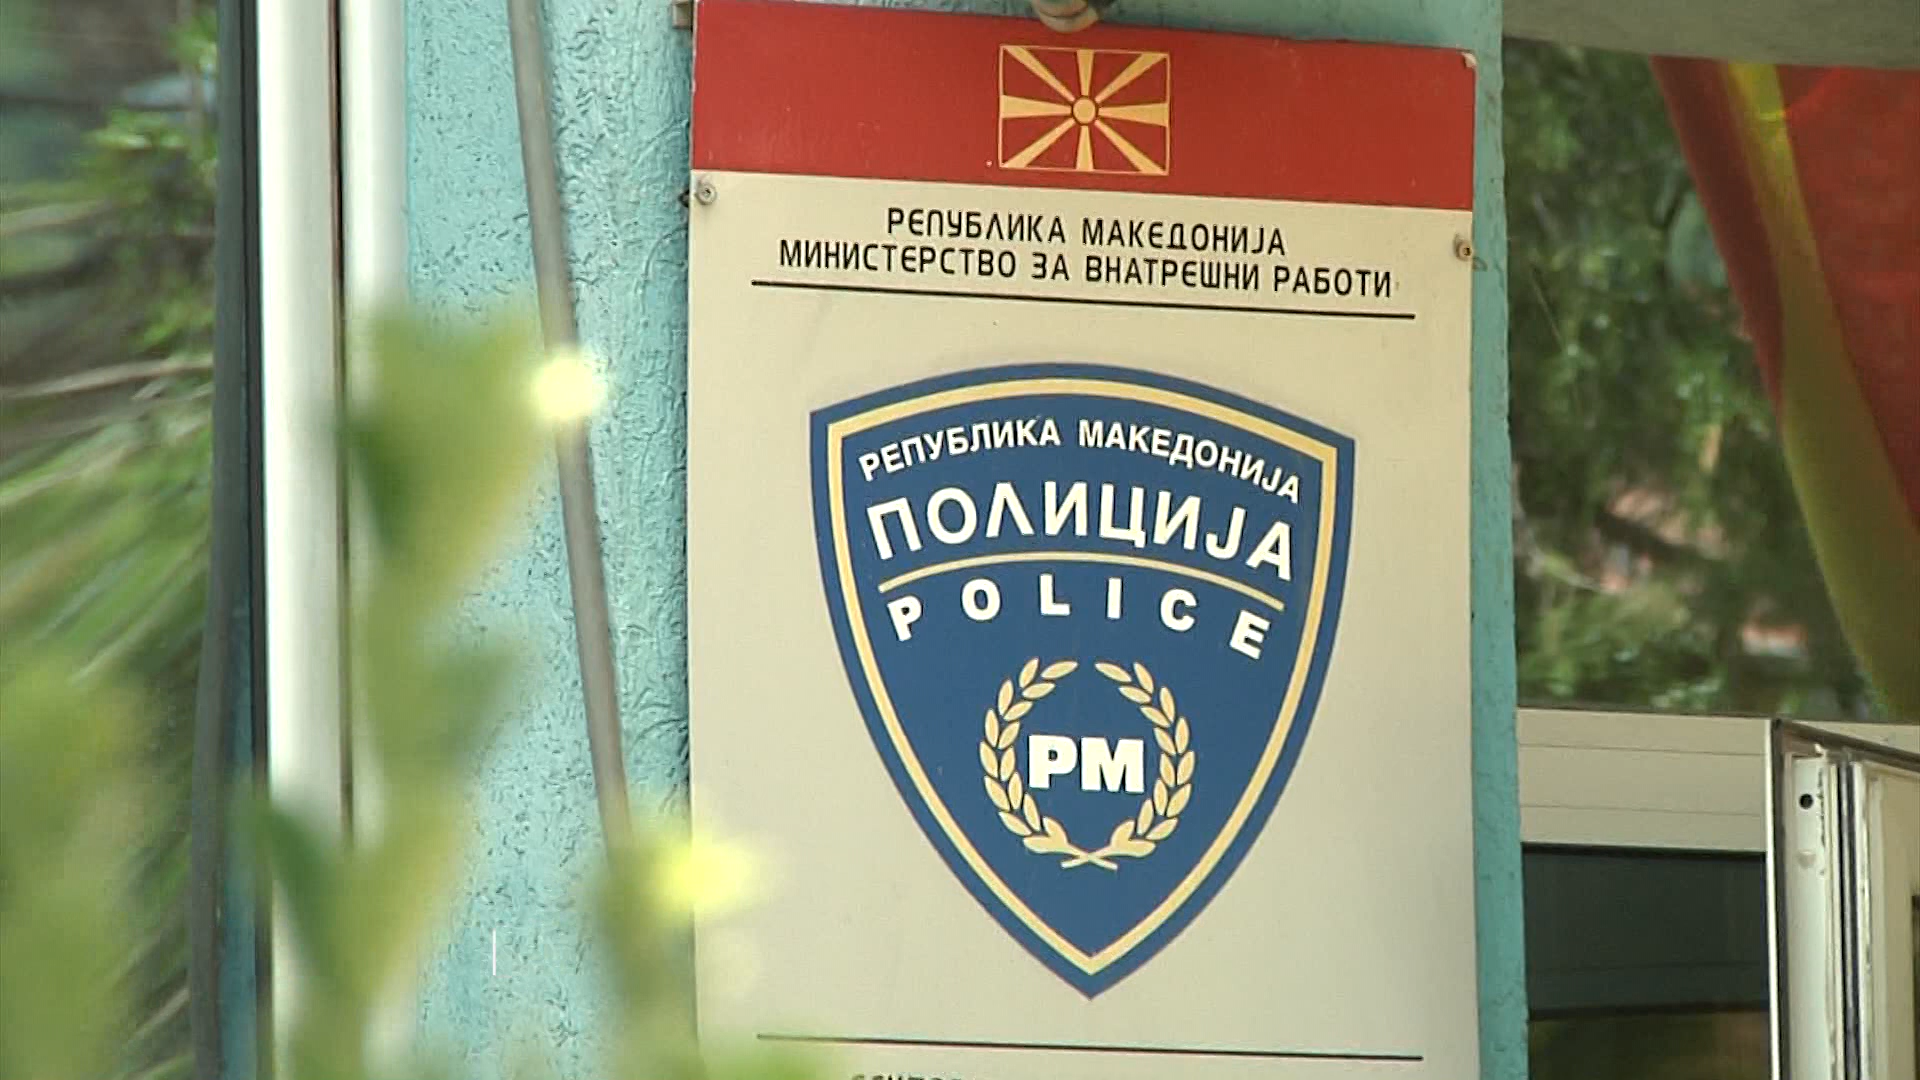 РЕПУБЛИКА МАКЕДОНИЈА
МИНИСТЕРСТВО ЗА ВНАТРЕШНИ РАБОТИ
РЕПУБЛИКА МАКЕДОНИЈА
ПОЛИЦИЈА
POLICE
РМ